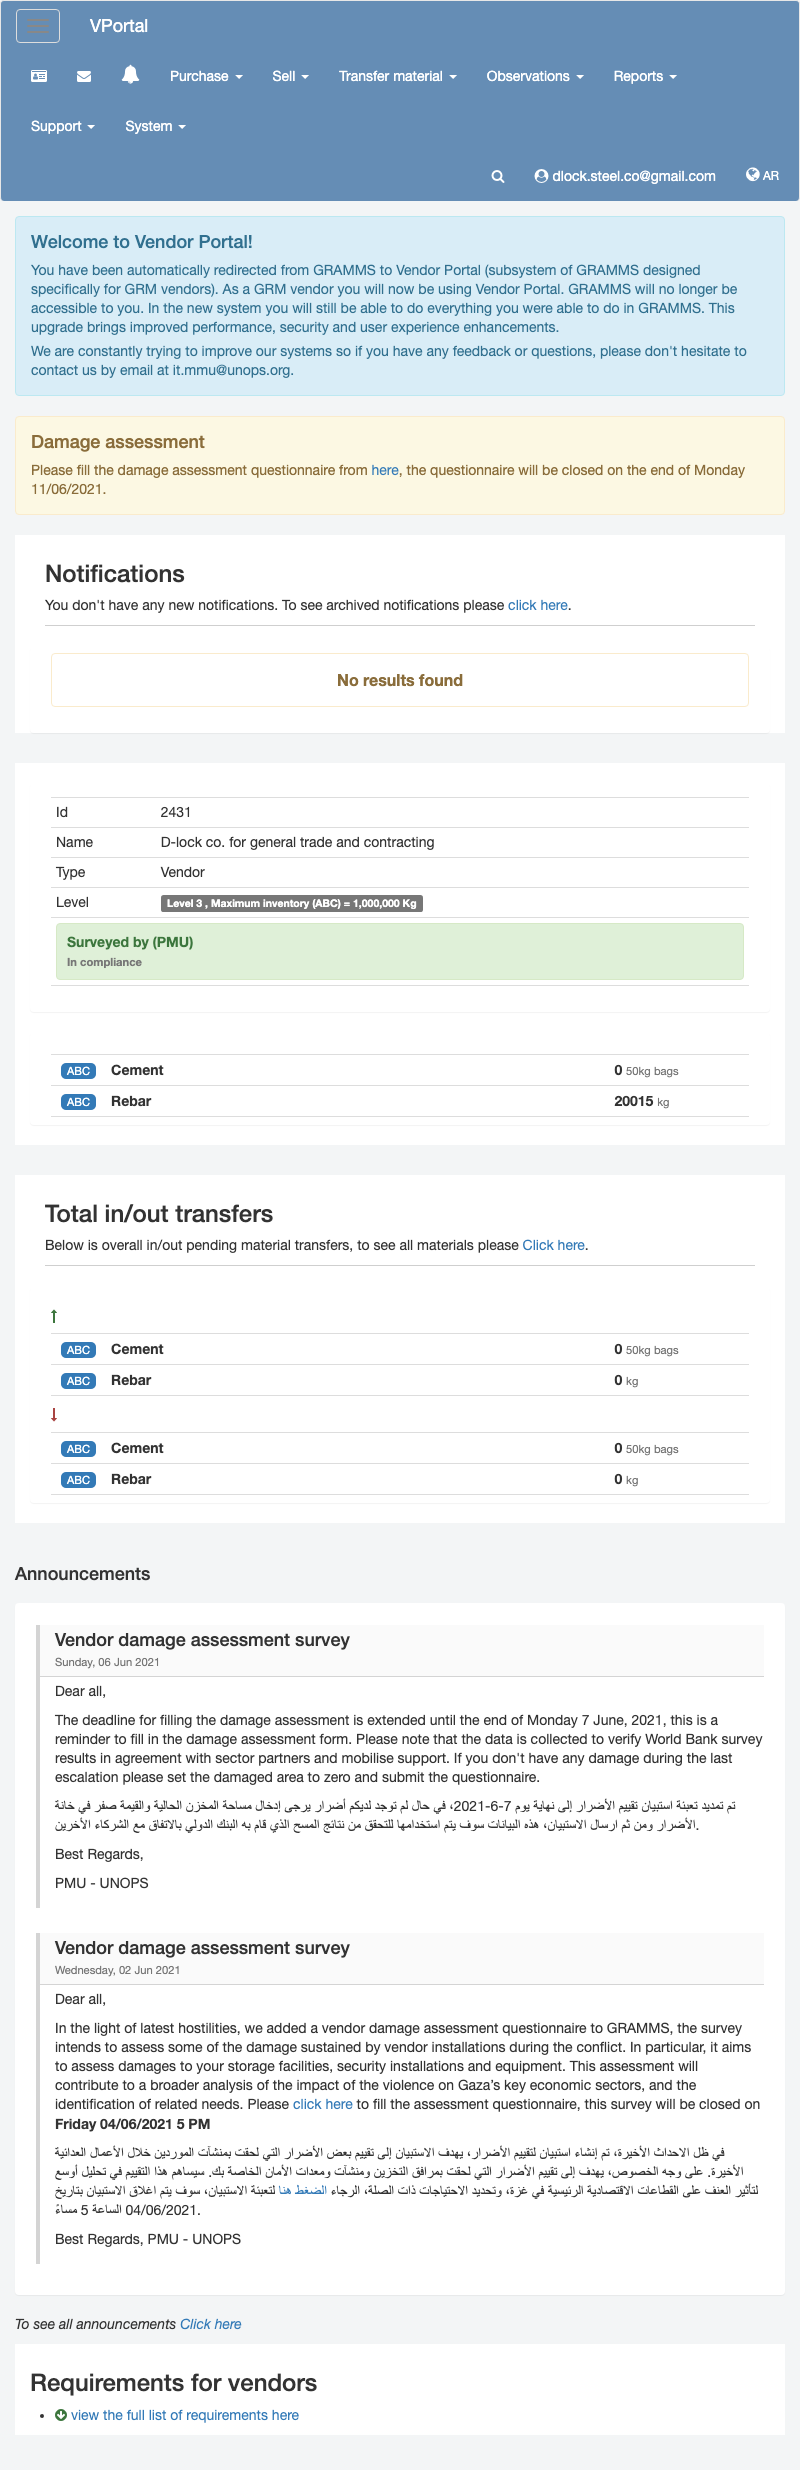 VPortal
Purchase
Sell
Transfer material
Observations
Reports
Support
System
dlock.steel.co@gmail.com
AR
Welcome to Vendor Portal!
You have been automatically redirected from GRAMMS to Vendor Portal (subsystem of GRAMMS designed
specifically for GRM vendors). As a GRM vendor you will now be using Vendor Portal. GRAMMS will no longer be
accessible to you. In the new system you will still be able to do everything you were able to do in GRAMMS. This
upgrade brings improved performance, security and user experience enhancements.
We are constantly trying to improve our systems so if you have any feedback or questions, please don't hesitate to
contact us by email at it.mmu@unops.org.
Damage assessment
Please fill the damage assessment questionnaire from here, the questionnaire will be closed on the end of Monday
11/06/2021.
Notifications
You don't have any new notifications. To see archived notifications please click here.
No results found
Id 2431
Name D-lock co. for general trade and contracting
Type Vendor
Level Level 3 , Maximum inventory (ABC) = 1,000,000 Kg
Surveyed by (PMU)
In compliance
ABC Cement 0 50kg bags
ABC Rebar 20015 kg
Total in/out transfers
Below is overall in/out pending material transfers, to see all materials please Click here.
ABC Cement 0 50kg bags
ABC Rebar 0 kg
ABC Cement 0 50kg bags
ABC Rebar 0 kg
Announcements
Vendor damage assessment survey
Sunday, 06 Jun 2021
Dear all,
The deadline for filling the damage assessment is extended until the end of Monday 7 June, 2021, this is a
reminder to fill in the damage assessment form. Please note that the data is collected to verify World Bank survey
results in agreement with sector partners and mobilise support. If you don't have any damage during the last
escalation please set the damaged area to zero and submit the questionnaire.
تم تمديد تعبئة استبيان تقييم الأضرار إلى نهاية يوم 7-6-2021، في حال لم توجد لديكم أضرار يرجى إدخال مساحة المخزن الحالية والقيمة صفر في خانة
الأضرار ومن ثم ارسال الاستبيان، هذه البيانات سوف يتم استخدامها للتحقق من نتائج المسح الذي قام به البنك الدولي بالاتفاق مع الشركاء الأخرين.
Best Regards,
PMU - UNOPS
Vendor damage assessment survey
Wednesday, 02 Jun 2021
Dear all,
In the light of latest hostilities, we added a vendor damage assessment questionnaire to GRAMMS, the survey
intends to assess some of the damage sustained by vendor installations during the conflict. In particular, it aims
to assess damages to your storage facilities, security installations and equipment. This assessment will
contribute to a broader analysis of the impact of the violence on Gaza's key economic sectors, and the
identification of related needs. Please click here to fill the assessment questionnaire, this survey will be closed on
Friday 04/06/2021 5 PM
في ظل الاحداث الأخيرة، تم إنشاء استبيان لتقييم الأضرار، يهدف الاستبيان إلى تقييم بعض الأضرار التي لحقت بمنشآت الموردين خلال الأعمال العدائية
الأخيرة. على وجه الخصوص، يهدف إلى تقييم الأضرار التي لحقت بمرافق التخزين ومنشآت ومعدات الأمان الخاصة بك. سيساهم هذا التقييم في تحليل أوسع
لتأثير العنف على القطاعات الاقتصادية الرئيسية في غزة، وتحديد الاحتياجات ذات الصلة، الرجاء الضغط هنا لتعبئة الاستبيان، سوف يتم اغلاق الاستبيان بتاريخ
04/06/2021 الساعة 5 مساءً.
Best Regards, PMU - UNOPS
To see all announcements Click here
Requirements for vendors
view the full list of requirements here